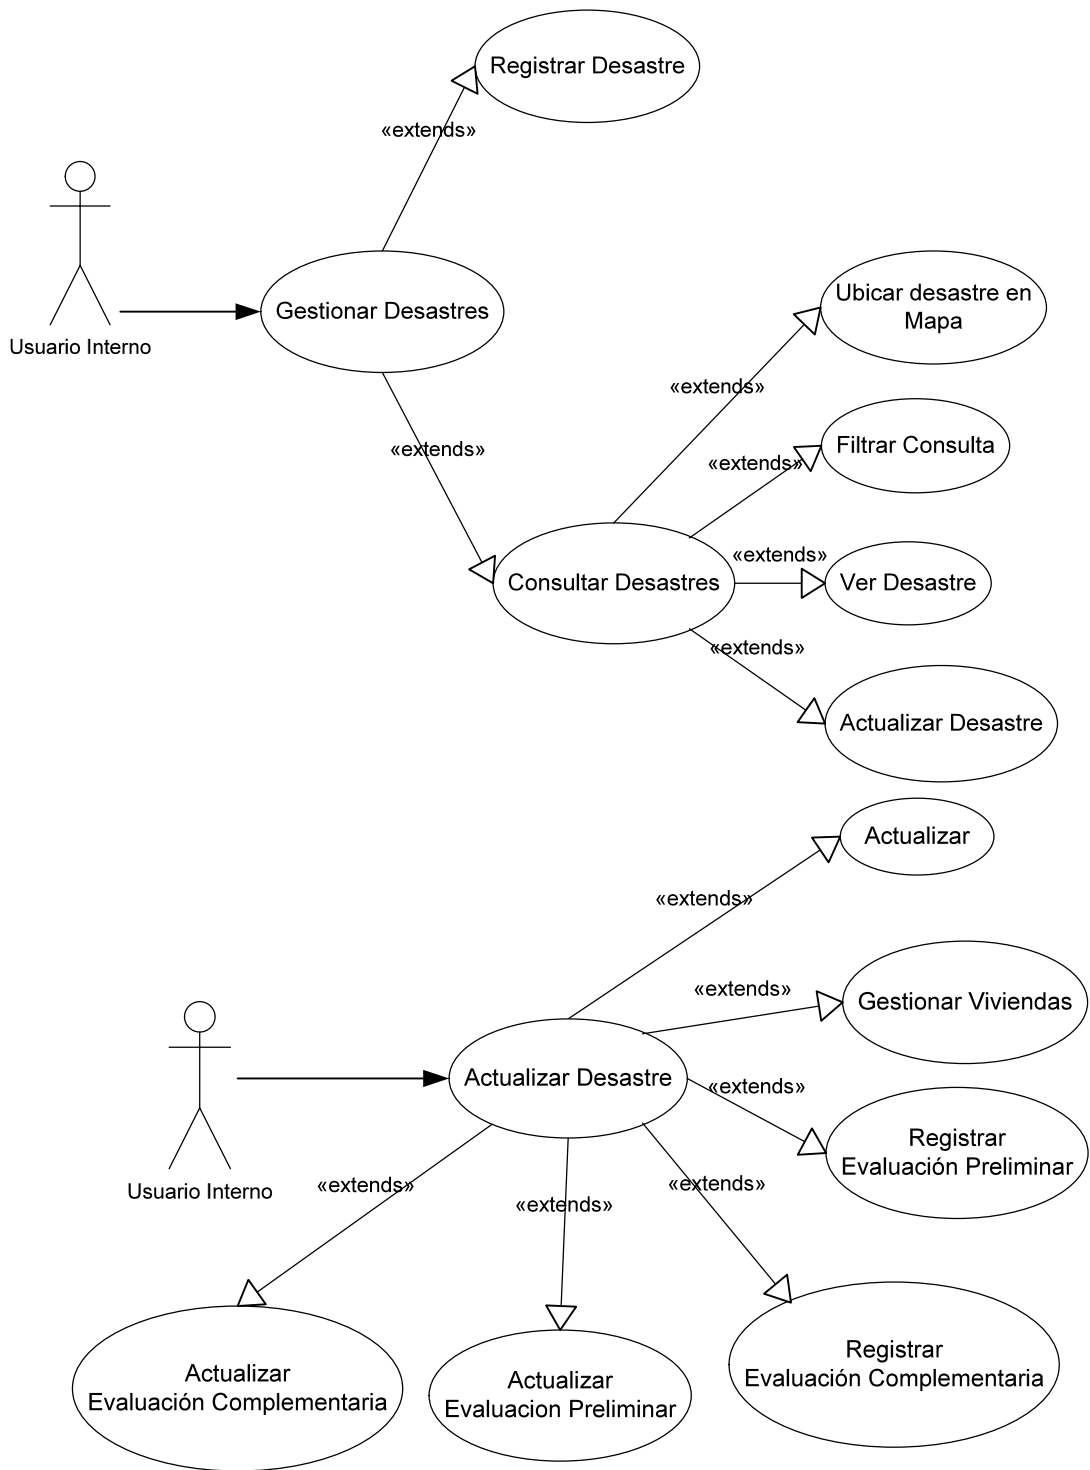 Registrar Desastre
«extends»
Usuario Interno
Gestionar Desastres
«extends»
Ubicar desastre en
Mapa
«extends»
Filtrar Consulta
«extends»
Consultar Desastres
«extends»
Ver Desastre
«extends»
Actualizar Desastre
Actualizar
«extends»
Gestionar Viviendas
«extends»
Actualizar Desastre
«extends»
Registrar
Evaluación Preliminar
Usuario Interno
«extends»
«extends»
«extends»
Actualizar
Evaluación Complementaria
Actualizar
Evaluacion Preliminar
Registrar
Evaluación Complementaria